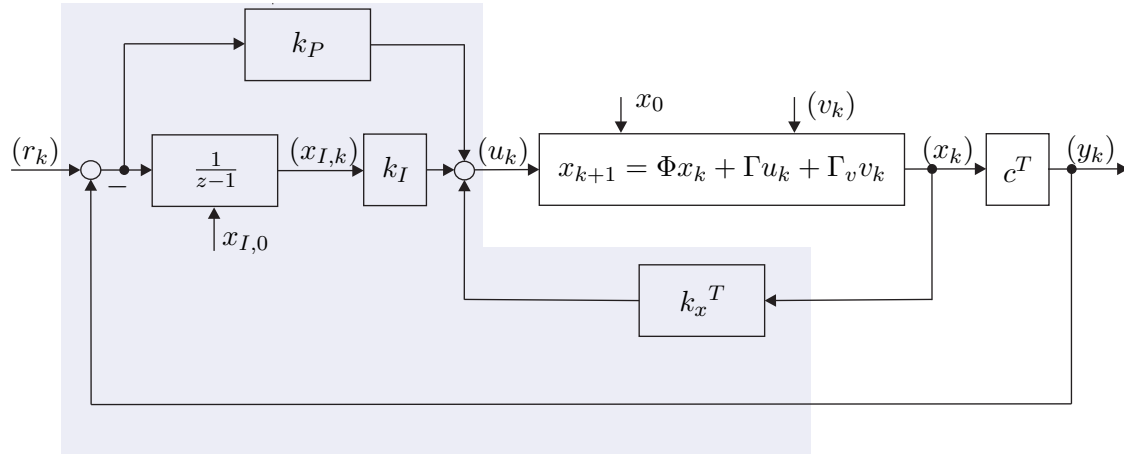 k_P
x_0
(v_k)
(r_k)
1/(z−1)
(x_{I,k})
k_I
(u_k)
x_{k+1} = Φx_k + Γu_k + Γ_v v_k
(x_k)
c^T
(y_k)
−
x_{I,0}
k_x^T